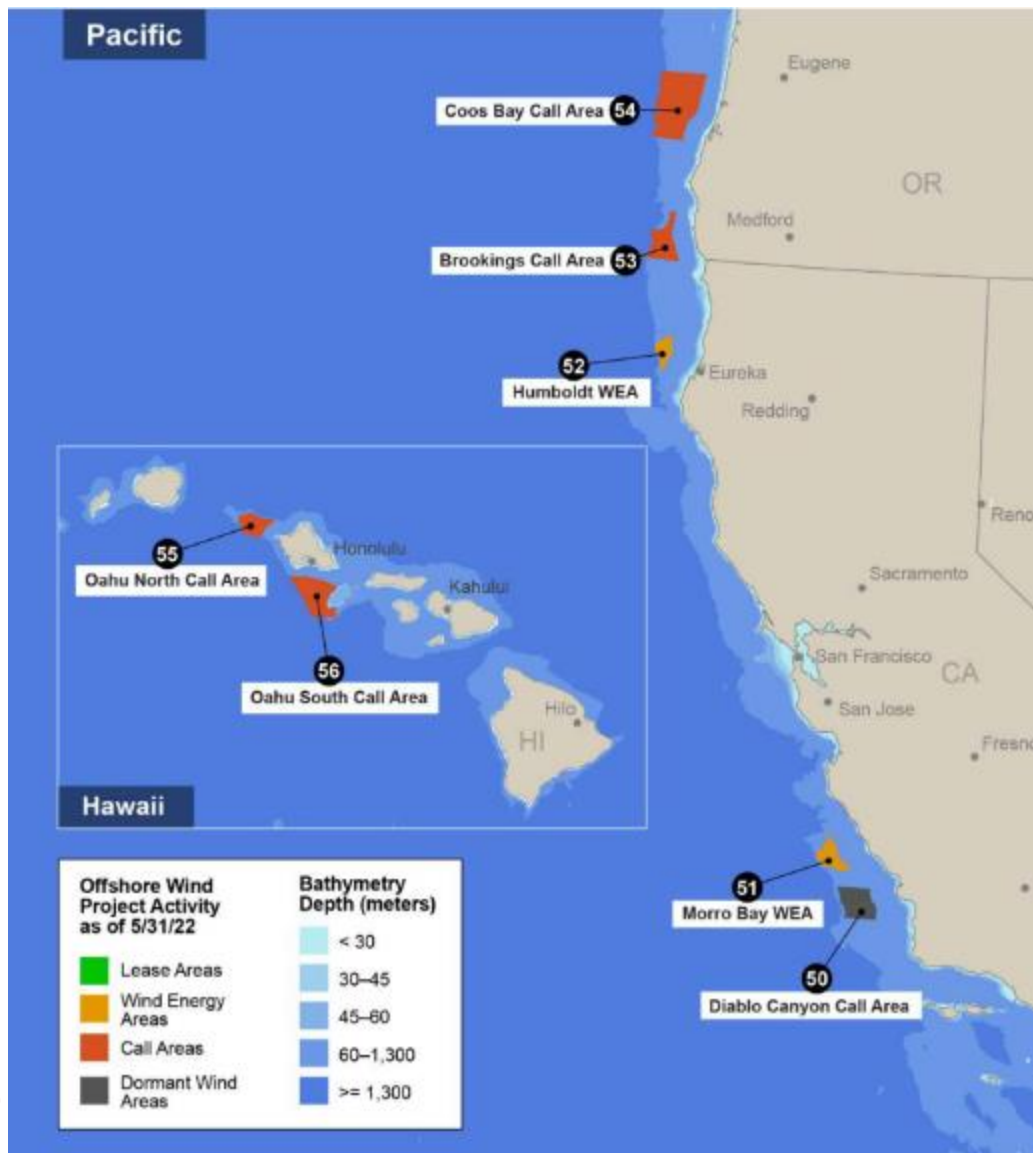 Pacific
Eugene
Coos Bay Call Area 54
OR
Medford
Brookings Call Area 53
52
Humboldt WEA
Eureka
Redding
Reno
55
Oahu North Call Area
Honolulu
Kahului
Sacramento
San Francisco
CA
56
Oahu South Call Area
San Jose
Hilo
HI
Fresno
Hawaii
51
Morro Bay WEA
50
Diablo Canyon Call Area
Offshore Wind
Project Activity
as of 5/31/22
Lease Areas
Wind Energy
Areas
Call Areas
Dormant Wind
Areas
Bathymetry
Depth (meters)
< 30
30–45
45–60
60–1,300
>= 1,300